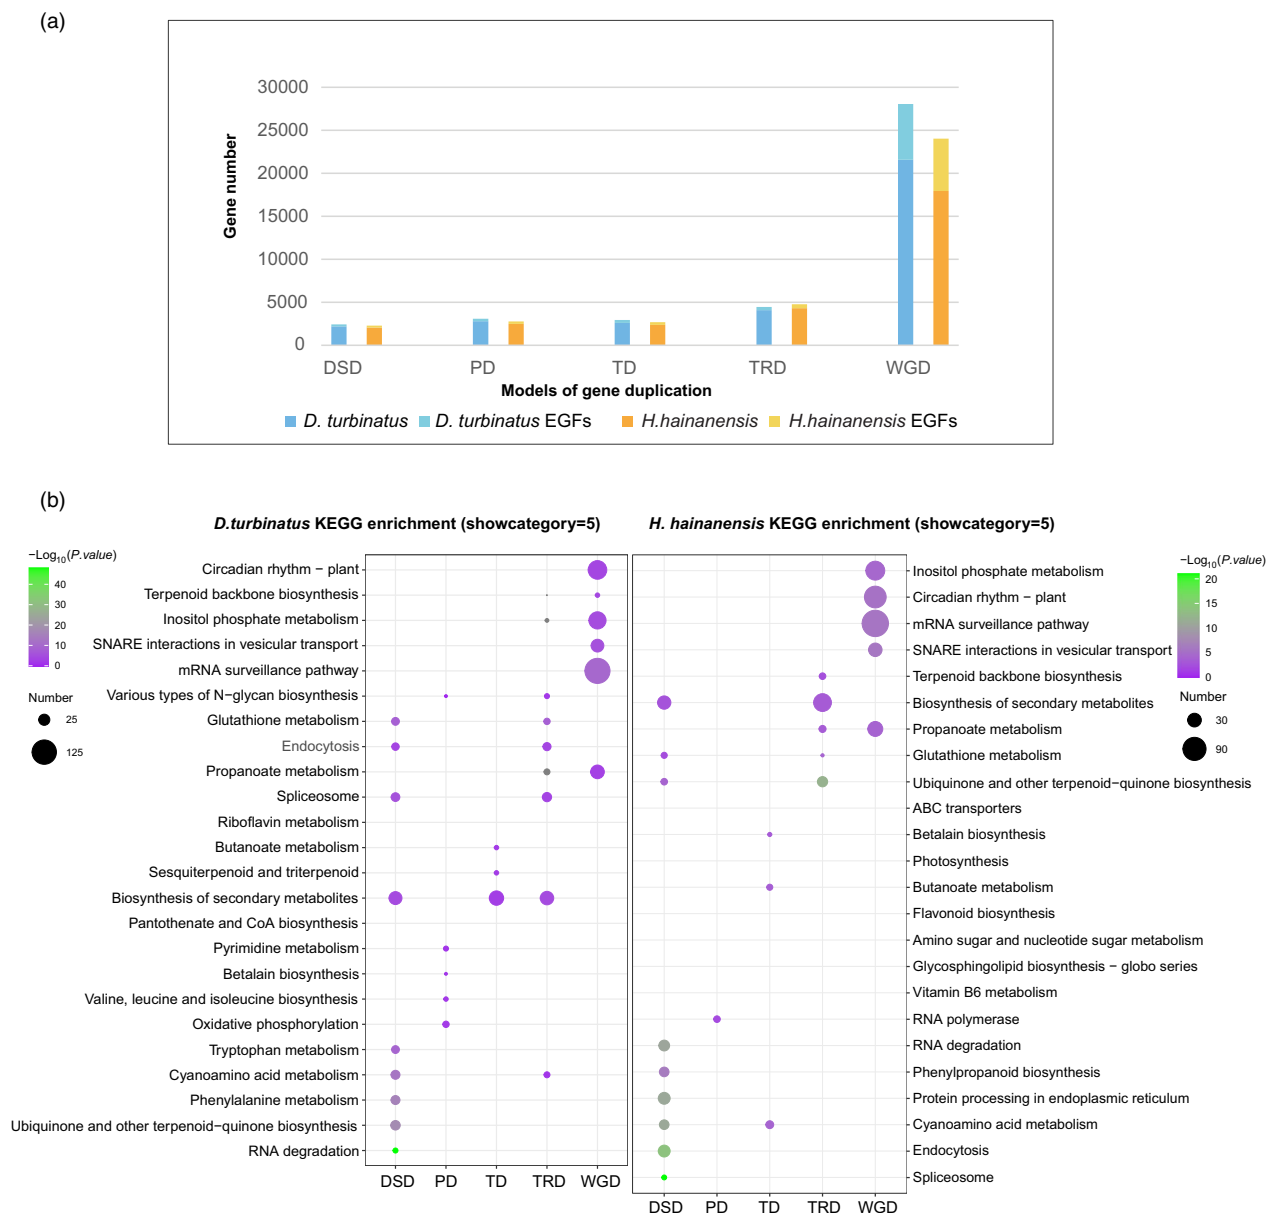 (a)
30000
25000
20000
15000
10000
5000
0
Gene number
DSD PD TD TRD WGD
Models of gene duplication
D. turbinatus D. turbinatus EGFs H.hainanensis H.hainanensis EGFs
(b)
D.turbinatus KEGG enrichment (showcategory=5)
−Log10(P.value)
40
30
20
10
0
Number
25
125
Circadian rhythm − plant
Terpenoid backbone biosynthesis
Inositol phosphate metabolism
SNARE interactions in vesicular transport
mRNA surveillance pathway
Various types of N−glycan biosynthesis
Glutathione metabolism
Endocytosis
Propanoate metabolism
Spliceosome
Riboflavin metabolism
Butanoate metabolism
Sesquiterpenoid and triterpenoid
Biosynthesis of secondary metabolites
Pantothenate and CoA biosynthesis
Pyrimidine metabolism
Betalain biosynthesis
Valine, leucine and isoleucine biosynthesis
Oxidative phosphorylation
Tryptophan metabolism
Cyanoamino acid metabolism
Phenylalanine metabolism
Ubiquinone and other terpenoid−quinone biosynthesis
RNA degradation
DSD PD TD TRD WGD
H. hainanensis KEGG enrichment (showcategory=5)
Inositol phosphate metabolism
Circadian rhythm − plant
mRNA surveillance pathway
SNARE interactions in vesicular transport
Terpenoid backbone biosynthesis
Biosynthesis of secondary metabolites
Propanoate metabolism
Glutathione metabolism
Ubiquinone and other terpenoid−quinone biosynthesis
ABC transporters
Betalain biosynthesis
Photosynthesis
Butanoate metabolism
Flavonoid biosynthesis
Amino sugar and nucleotide sugar metabolism
Glycosphingolipid biosynthesis − globo series
Vitamin B6 metabolism
RNA polymerase
RNA degradation
Phenylpropanoid biosynthesis
Protein processing in endoplasmic reticulum
Cyanoamino acid metabolism
Endocytosis
Spliceosome
DSD PD TD TRD WGD
−Log10(P.value)
20
15
10
5
0
Number
30
90